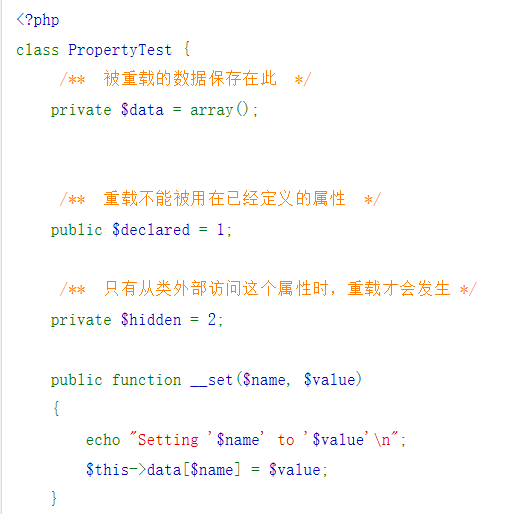 <?php
class PropertyTest {
/** 被重载的数据保存在此 */
private $data = array();
/** 重载不能被用在已经定义的属性 */
public $declared = 1;
/** 只有从类外部访问这个属性时，重载才会发生 */
private $hidden = 2;
public function __set($name, $value)
{
echo "Setting '$name' to '$value'\n";
$this->data[$name] = $value;
}